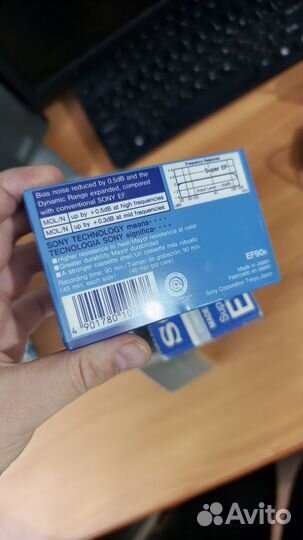 Bias noise reduced by 0.5dB and the
Dynamic Range expanded, compared
with conventional SONY EF
MOL/N up by +0.5dB at high frequencies
MOL/N up by +0.3dB at mid frequencies
Frequency Response
Super EF
SONY TECHNOLOGY means····
TECNOLOGIA SONY significa····
■Higher resistance to heat/Mayor resistencia al calor
■Greater durability/Mayor durabilidad
■A stronger cassette shell/Un cassette más robusto
Recording time: 90 min./Tiempo de grabación: 90 min.
(45 min. each side) (45 min. por cara)
EF90s
Made in Japan
Fabricado en Japón
Sony Corporation Tokyo Japan
4 901780 10
Avito